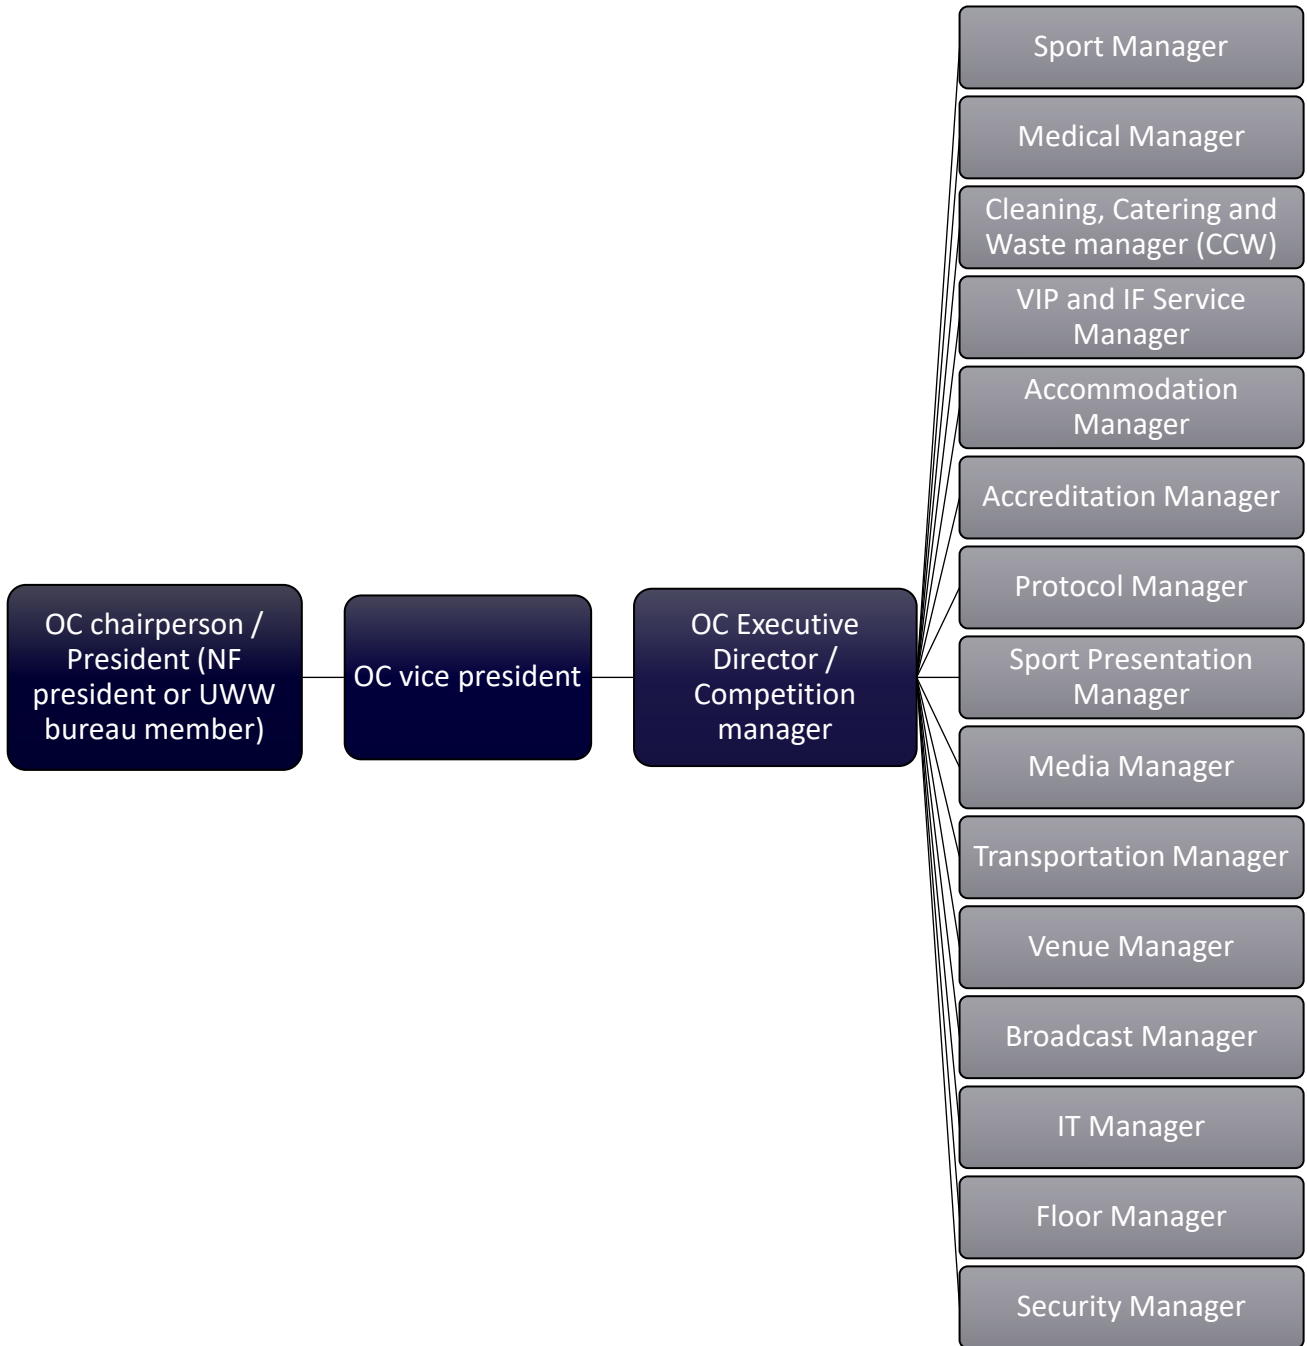 OC chairperson /
President (NF
president or UWW
bureau member)
OC vice president
OC Executive
Director /
Competition
manager
Sport Manager
Medical Manager
Cleaning, Catering and
Waste manager (CCW)
VIP and IF Service
Manager
Accommodation
Manager
Accreditation Manager
Protocol Manager
Sport Presentation
Manager
Media Manager
Transportation Manager
Venue Manager
Broadcast Manager
IT Manager
Floor Manager
Security Manager